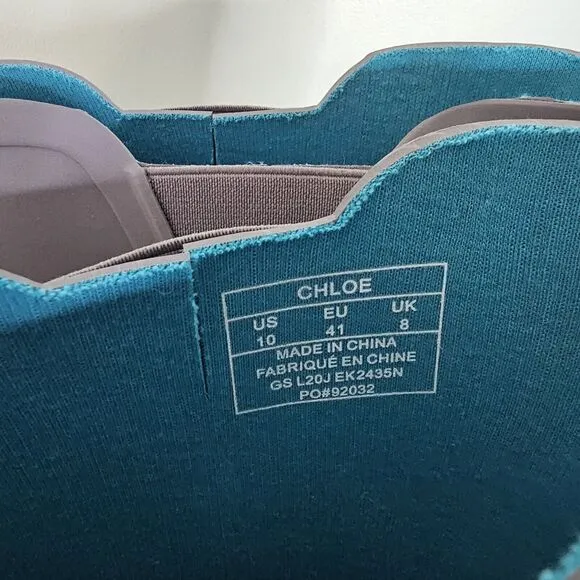 CHLOE
US EU UK
10 41 8
MADE IN CHINA
FABRIQUÉ EN CHINE
GS L20J EK2435N
PO#92032